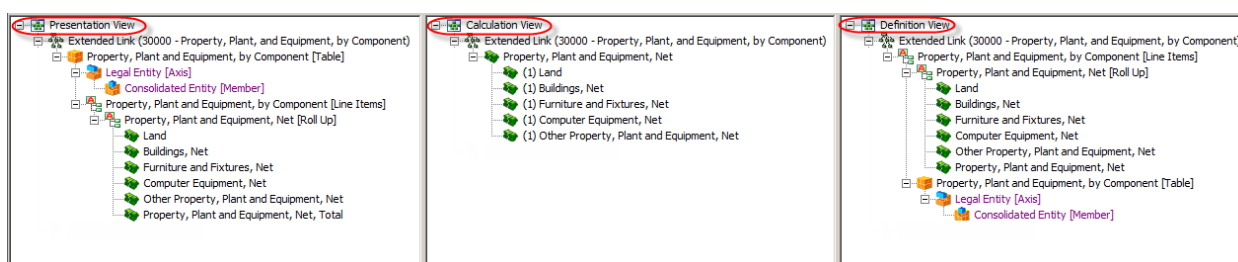 Presentation View
Extended Link (30000 - Property, Plant, and Equipment, by Component)
Property, Plant and Equipment, by Component [Table]
Legal Entity [Axis]
Consolidated Entity [Member]
Property, Plant and Equipment, by Component [Line Items]
Property, Plant and Equipment, Net [Roll Up]
Land
Buildings, Net
Furniture and Fixtures, Net
Computer Equipment, Net
Other Property, Plant and Equipment, Net
Property, Plant and Equipment, Net, Total
Calculation View
Extended Link (30000 - Property, Plant, and Equipment, by Component)
Property, Plant and Equipment, Net
(1) Land
(1) Buildings, Net
(1) Furniture and Fixtures, Net
(1) Computer Equipment, Net
(1) Other Property, Plant and Equipment, Net
Definition View
Extended Link (30000 - Property, Plant, and Equipment, by Component)
Property, Plant and Equipment, by Component [Line Items]
Property, Plant and Equipment, Net [Roll Up]
Land
Buildings, Net
Furniture and Fixtures, Net
Computer Equipment, Net
Other Property, Plant and Equipment, Net
Property, Plant and Equipment, Net
Property, Plant and Equipment, by Component [Table]
Legal Entity [Axis]
Consolidated Entity [Member]